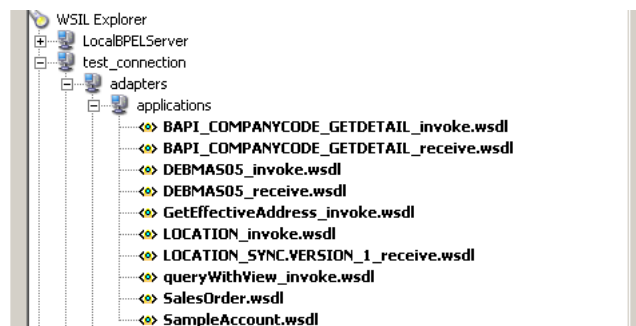 WSIL Explorer
LocalBPELServer
test_connection
adapters
applications
BAPI_COMPANYCODE_GETDETAIL_invoke.wsdl
BAPI_COMPANYCODE_GETDETAIL_receive.wsdl
DEBMAS05_invoke.wsdl
DEBMAS05_receive.wsdl
GetEffectiveAddress_invoke.wsdl
LOCATION_invoke.wsdl
LOCATION_SYNC.VERSION_1_receive.wsdl
queryWithView_invoke.wsdl
SalesOrder.wsdl
SampleAccount.wsdl